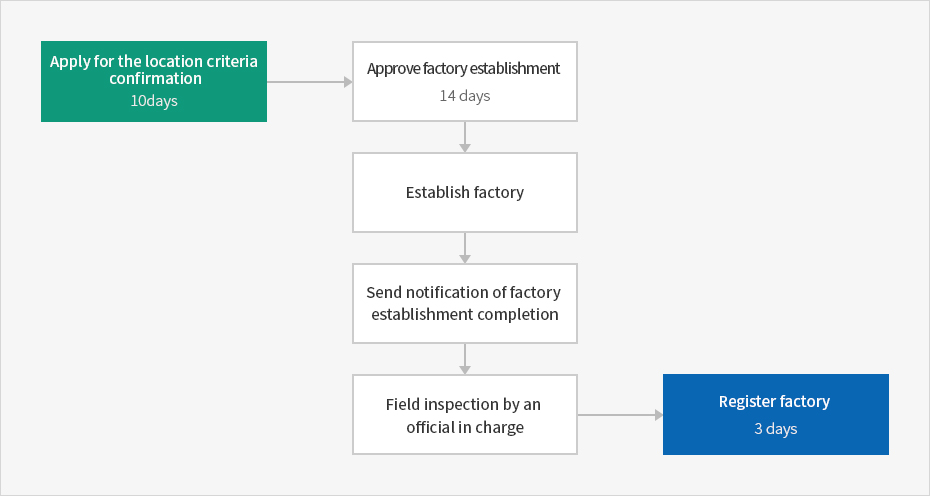 Apply for the location criteria
confirmation
10days
Approve factory establishment
14 days
Establish factory
Send notification of factory
establishment completion
Field inspection by an
official in charge
Register factory
3 days